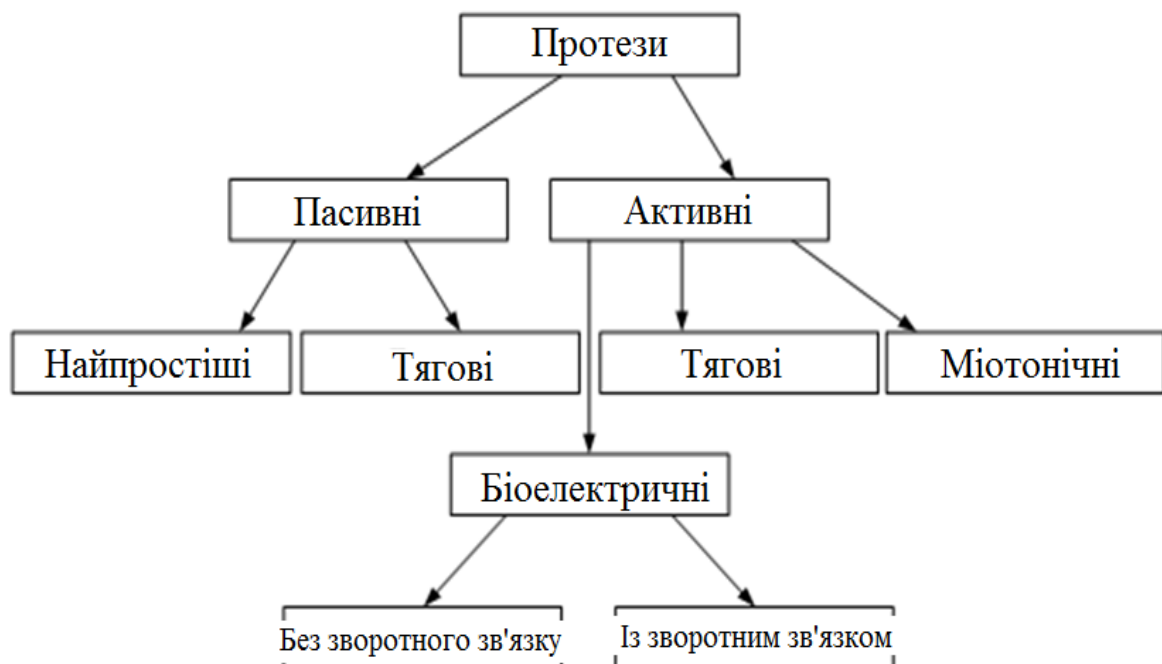 Протези
Пасивні
Активні
Найпростіші
Тягові
Тягові
Міотонічні
Біоелектричні
Без зворотного зв'язку
Із зворотним зв'язком